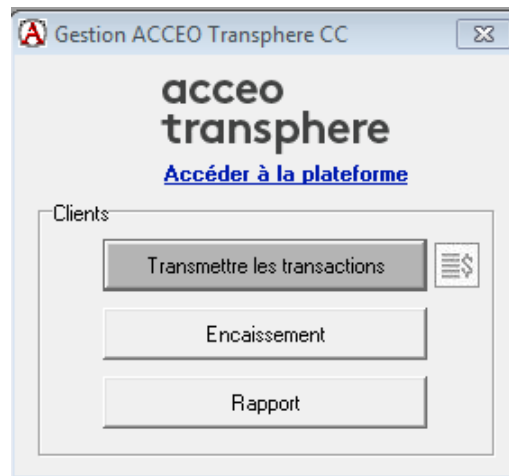 Gestion ACCEO Transphere CC
acceo
transphere
Accéder à la plateforme
Clients
Transmettre les transactions
Encaissement
Rapport